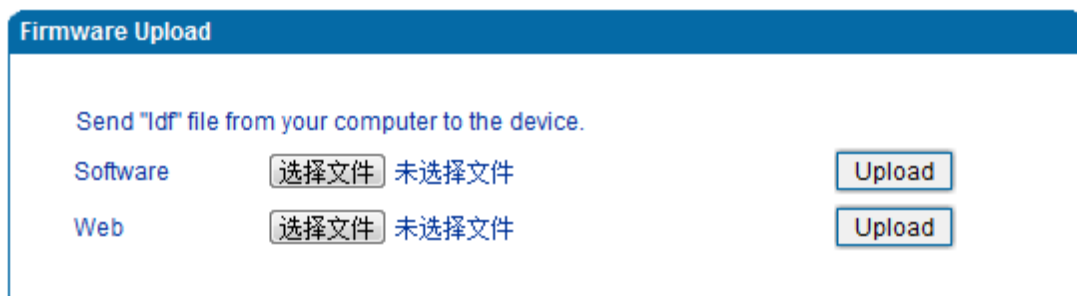 Firmware Upload
Send "ldf" file from your computer to the device.
Software 选择文件 未选择文件 Upload
Web 选择文件 未选择文件 Upload